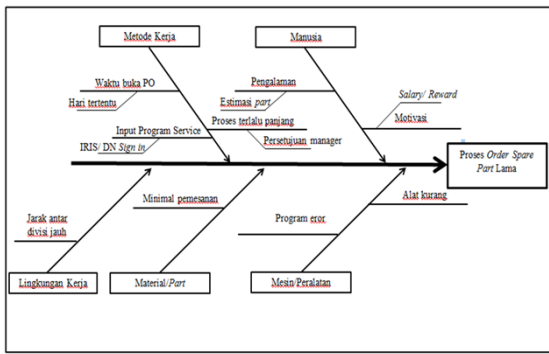 Metode Kerja
Manusia
Waktu buka PO
Hari tertentu
Input Program Service
IRIS/ DN Sign in
Proses terlalu panjang
Persetujuan manager
Pengalaman
Estimasi part
Salary/ Reward
Motivasi
Proses Order Spare
Part Lama
Jarak antar
divisi jauh
Minimal pemesanan
Program eror
Alat kurang
Lingkungan Kerja
Material/Part
Mesin/Peralatan